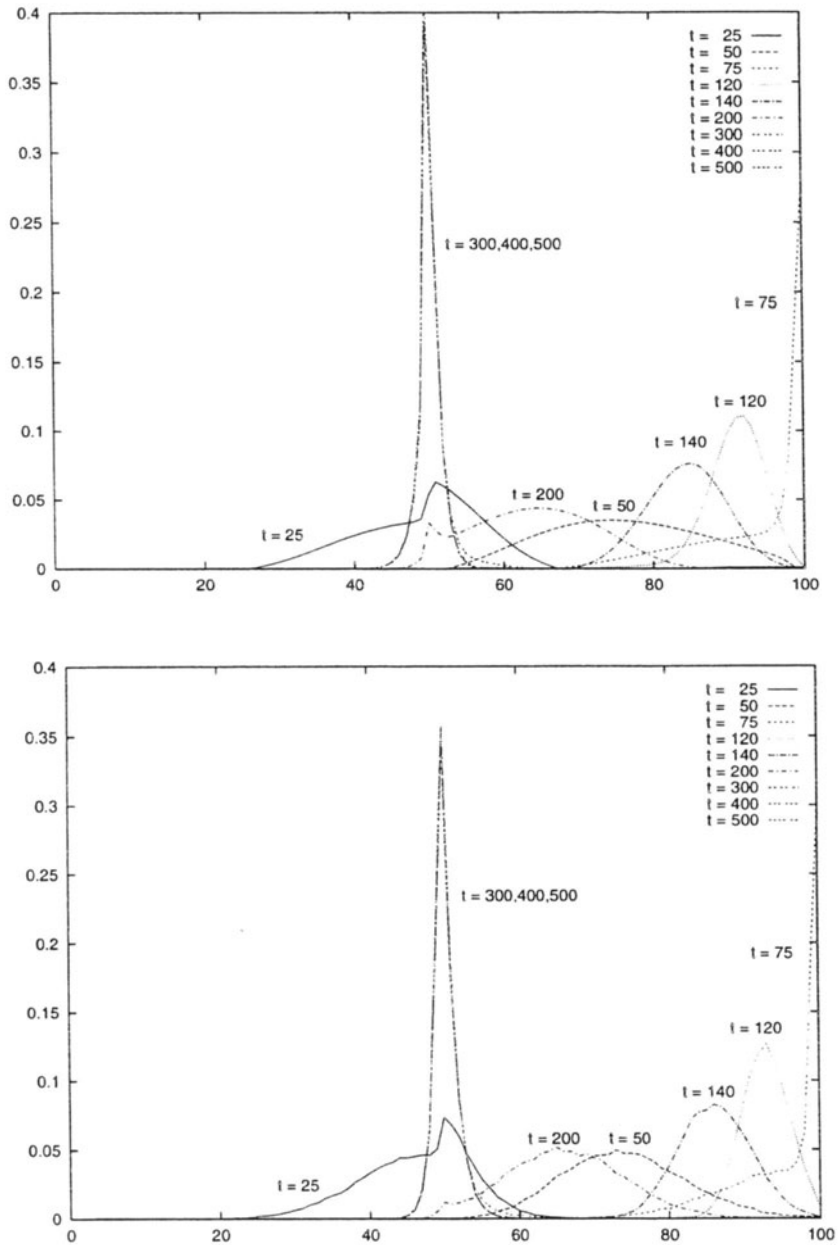 0.4
t = 25
t = 50
t = 75
t = 120
t = 140
t = 200
t = 300
t = 400
t = 500
0.35
0.3
0.25
t = 300,400,500
0.2
t = 75
0.15
t = 120
0.1
t = 140
t = 200
t = 50
0.05
t = 25
0
0 20 40 60 80 100
0.4
t = 25
t = 50
t = 75
t = 120
t = 140
t = 200
t = 300
t = 400
t = 500
0.35
0.3
0.25
t = 300,400,500
0.2
t = 75
0.15
t = 120
0.1
t = 140
t = 200
t = 50
0.05
t = 25
0
0 20 40 60 80 100